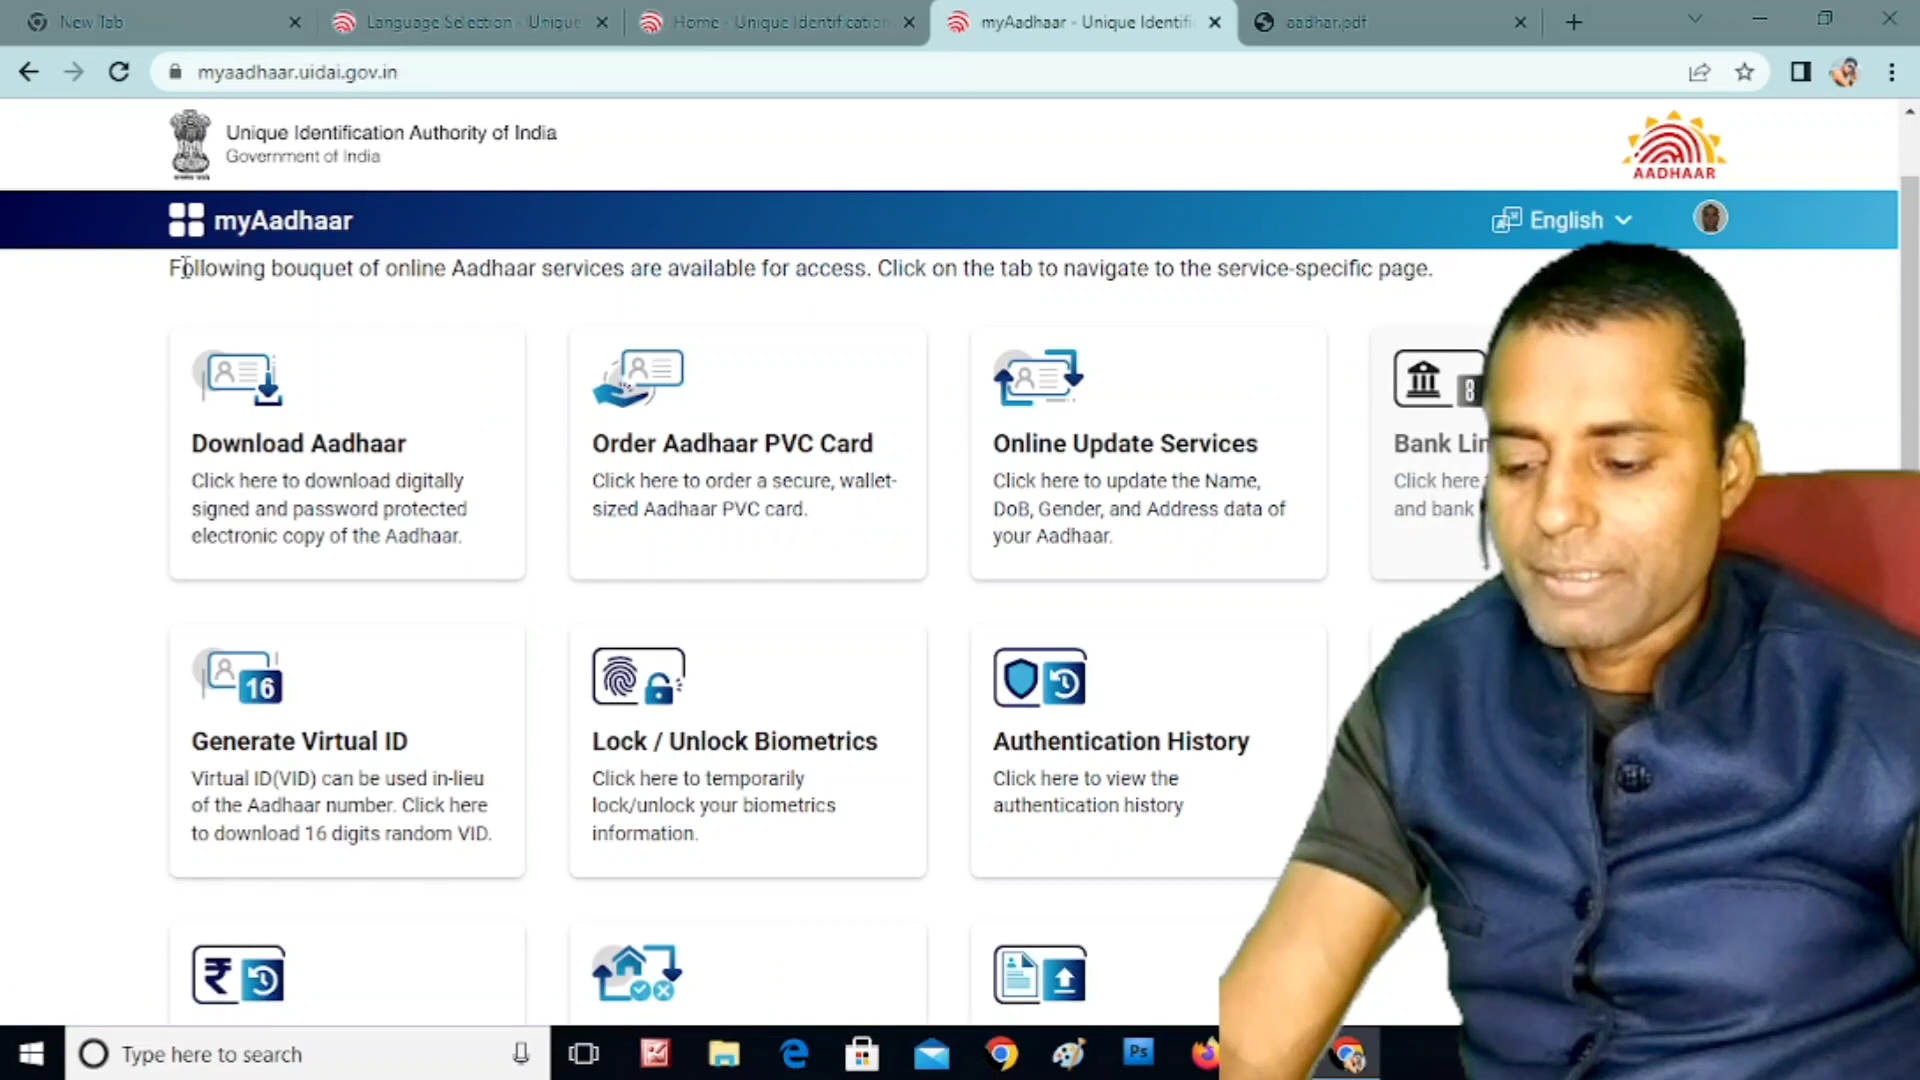 New Tab
Language Selection - Unique
Home - Unique Identification
myAadhaar - Unique Identifi
aadhar.pdf
myaadhaar.uidai.gov.in
Unique Identification Authority of India
Government of India
AADHAAR
myAadhaar
English
Following bouquet of online Aadhaar services are available for access. Click on the tab to navigate to the service-specific page.
Download Aadhaar
Click here to download digitally
signed and password protected
electronic copy of the Aadhaar.
Order Aadhaar PVC Card
Click here to order a secure, wallet-
sized Aadhaar PVC card.
Online Update Services
Click here to update the Name,
DoB, Gender, and Address data of
your Aadhaar.
8
Bank Lin
Click here
and bank
16
Generate Virtual ID
Virtual ID(VID) can be used in-lieu
of the Aadhaar number. Click here
to download 16 digits random VID.
Lock / Unlock Biometrics
Click here to temporarily
lock/unlock your biometrics
information.
Authentication History
Click here to view the
authentication history
₹
Type here to search
Ps